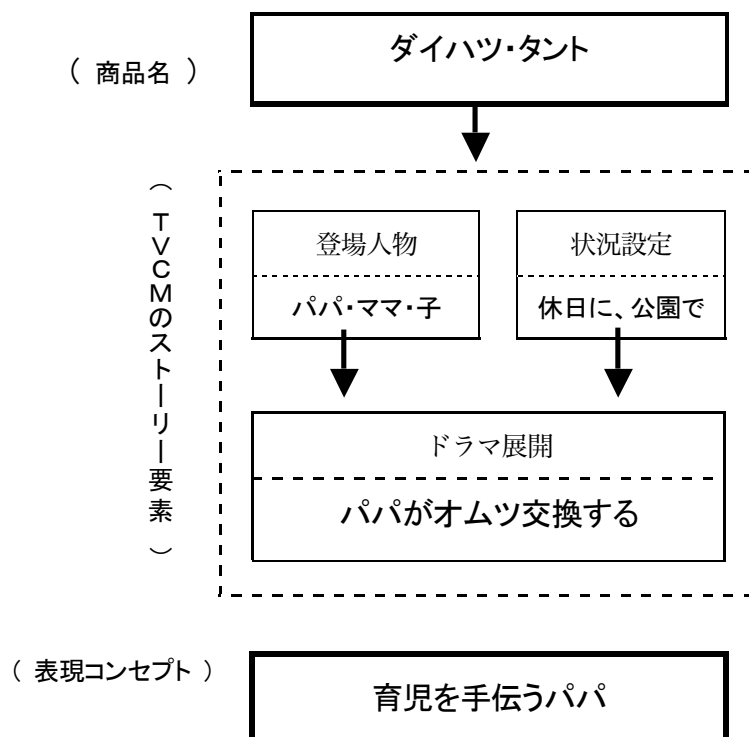 （ 商品名 ）
ダイハツ・タント
（ＴＶＣＭのストーリー要素）
登場人物
パパ・ママ・子
状況設定
休日に、公園で
ドラマ展開
パパがオムツ交換する
（ 表現コンセプト ）
育児を手伝うパパ